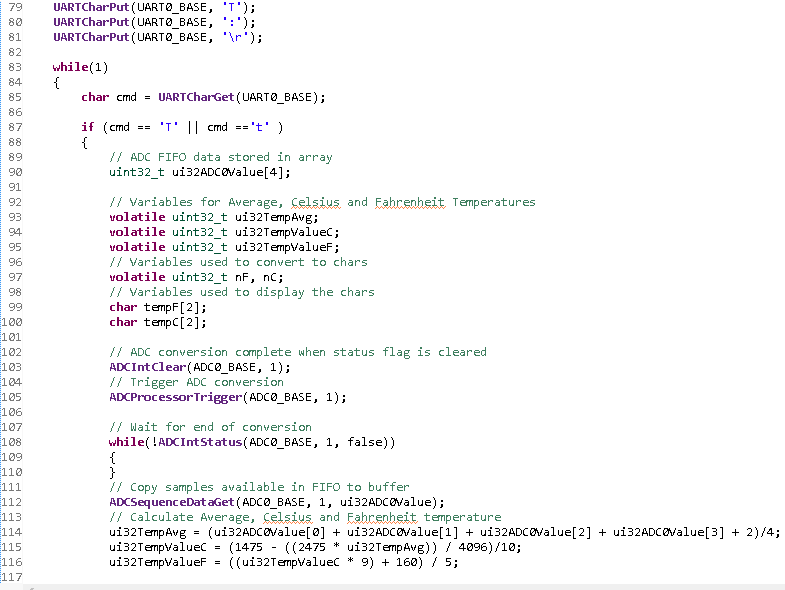 79 UARTCharPut(UART0_BASE, 'T');
80 UARTCharPut(UART0_BASE, ':');
81 UARTCharPut(UART0_BASE, '\r');
82
83 while(1)
84 {
85 char cmd = UARTCharGet(UART0_BASE);
86
87 if (cmd == 'T' || cmd =='t' )
88 {
89 // ADC FIFO data stored in array
90 uint32_t ui32ADC0Value[4];
91
92 // Variables for Average, Celsius and Fahrenheit Temperatures
93 volatile uint32_t ui32TempAvg;
94 volatile uint32_t ui32TempValueC;
95 volatile uint32_t ui32TempValueF;
96 // Variables used to convert to chars
97 volatile uint32_t nF, nC;
98 // Variables used to display the chars
99 char tempF[2];
100 char tempC[2];
101
102 // ADC conversion complete when status flag is cleared
103 ADCIntClear(ADC0_BASE, 1);
104 // Trigger ADC conversion
105 ADCProcessorTrigger(ADC0_BASE, 1);
106
107 // Wait for end of conversion
108 while(!ADCIntStatus(ADC0_BASE, 1, false))
109 {
110 }
111 // Copy samples available in FIFO to buffer
112 ADCSequenceDataGet(ADC0_BASE, 1, ui32ADC0Value);
113 // Calculate Average, Celsius and Fahrenheit temperature
114 ui32TempAvg = (ui32ADC0Value[0] + ui32ADC0Value[1] + ui32ADC0Value[2] + ui32ADC0Value[3] + 2)/4;
115 ui32TempValueC = (1475 - ((2475 * ui32TempAvg)) / 4096)/10;
116 ui32TempValueF = ((ui32TempValueC * 9) + 160) / 5;
117